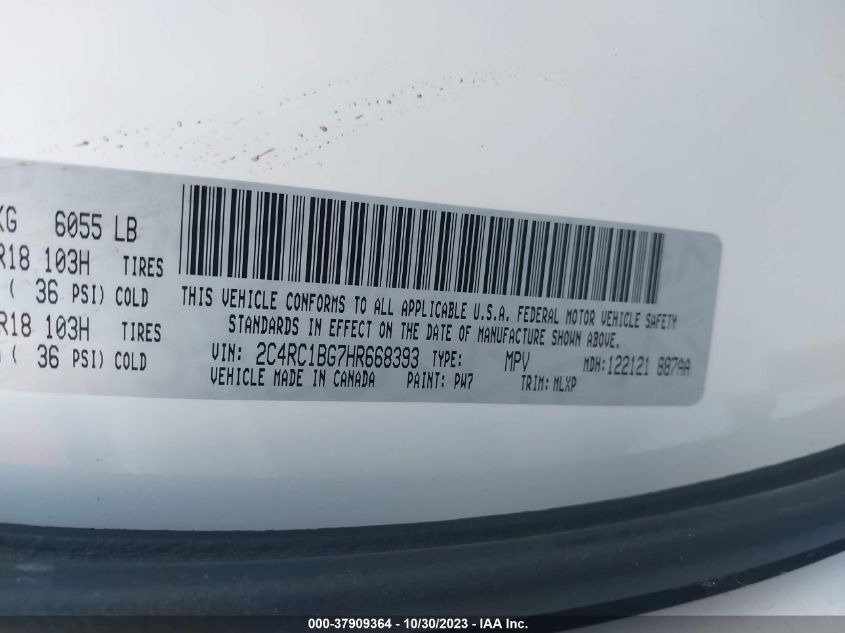 KG 6055 LB
R18 103H TIRES
( 36 PSI) COLD
R18 103H TIRES
( 36 PSI) COLD
THIS VEHICLE CONFORMS TO ALL APPLICABLE U.S.A. FEDERAL MOTOR VEHICLE SAFETY
STANDARDS IN EFFECT ON THE DATE OF MANUFACTURE SHOWN ABOVE.
VIN: 2C4RC1BG7HR668393 TYPE: MPV MDH: 122121 887AA
VEHICLE MADE IN CANADA PAINT: PW7 TRIM: MLXP
000-37909364 - 10/30/2023 - IAA Inc.